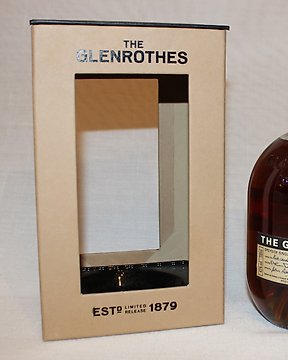 THE
GLENROTHES
ESTD LIMITED RELEASE 1879
THE G